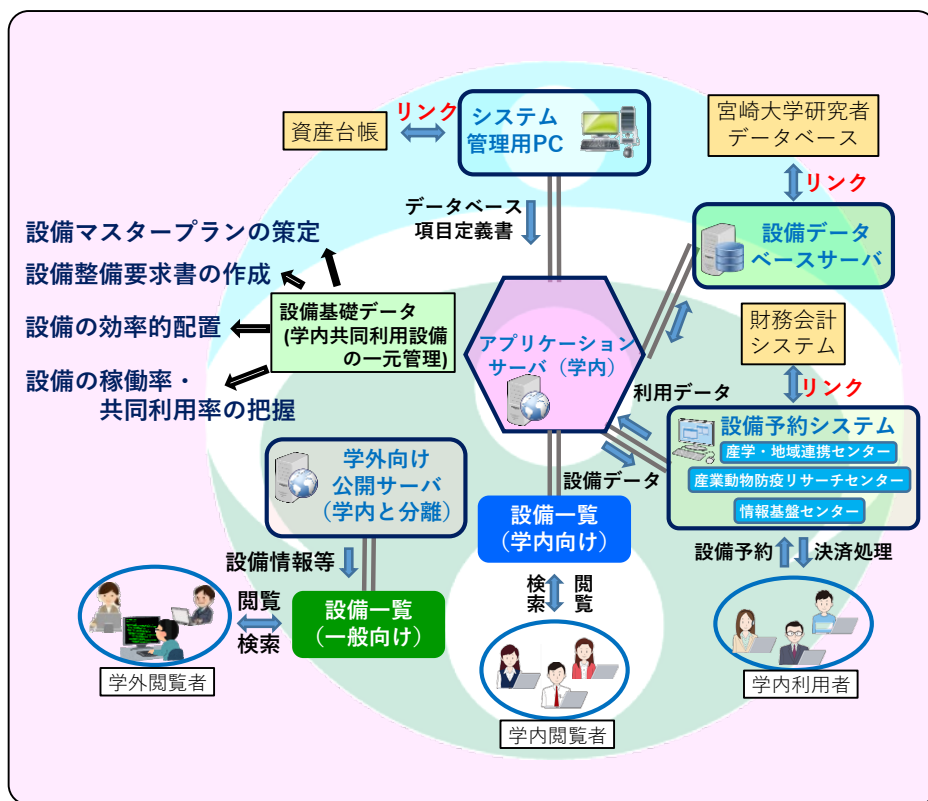 リンク
資産台帳
システム
管理用PC
宮崎大学研究者
データベース
リンク
データベース
項目定義書
設備データ
ベースサーバ
設備マスタープランの策定
設備整備要求書の作成
設備の効率的配置
設備の稼働率・
共同利用率の把握
設備基礎データ
(学内共同利用設備
の一元管理)
アプリケーション
サーバ（学内）
財務会計
システム
リンク
利用データ
設備予約システム
産学・地域連携センター
産業動物防疫リサーチセンター
情報基盤センター
設備データ
学外向け
公開サーバ
（学内と分離）
設備一覧
（学内向け）
設備予約
決済処理
設備情報等
設備一覧
（一般向け）
閲覧
検索
検索
閲覧
学外閲覧者
学内閲覧者
学内利用者